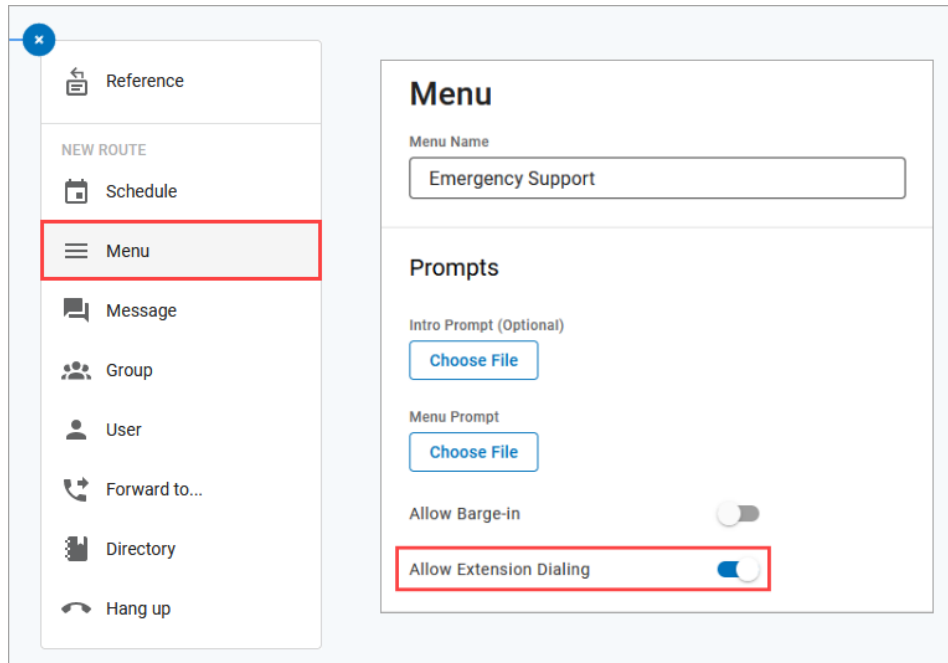 Reference
NEW ROUTE
Schedule
Menu
Message
Group
User
Forward to...
Directory
Hang up
Menu
Menu Name
Emergency Support
Prompts
Intro Prompt (Optional)
Choose File
Menu Prompt
Choose File
Allow Barge-in
Allow Extension Dialing